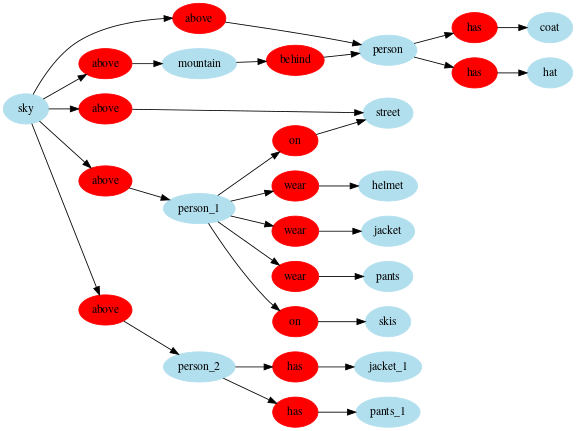 above
has
coat
above
mountain
behind
person
has
hat
sky
above
street
on
above
person_1
wear
helmet
wear
jacket
wear
pants
above
on
skis
person_2
has
jacket_1
has
pants_1